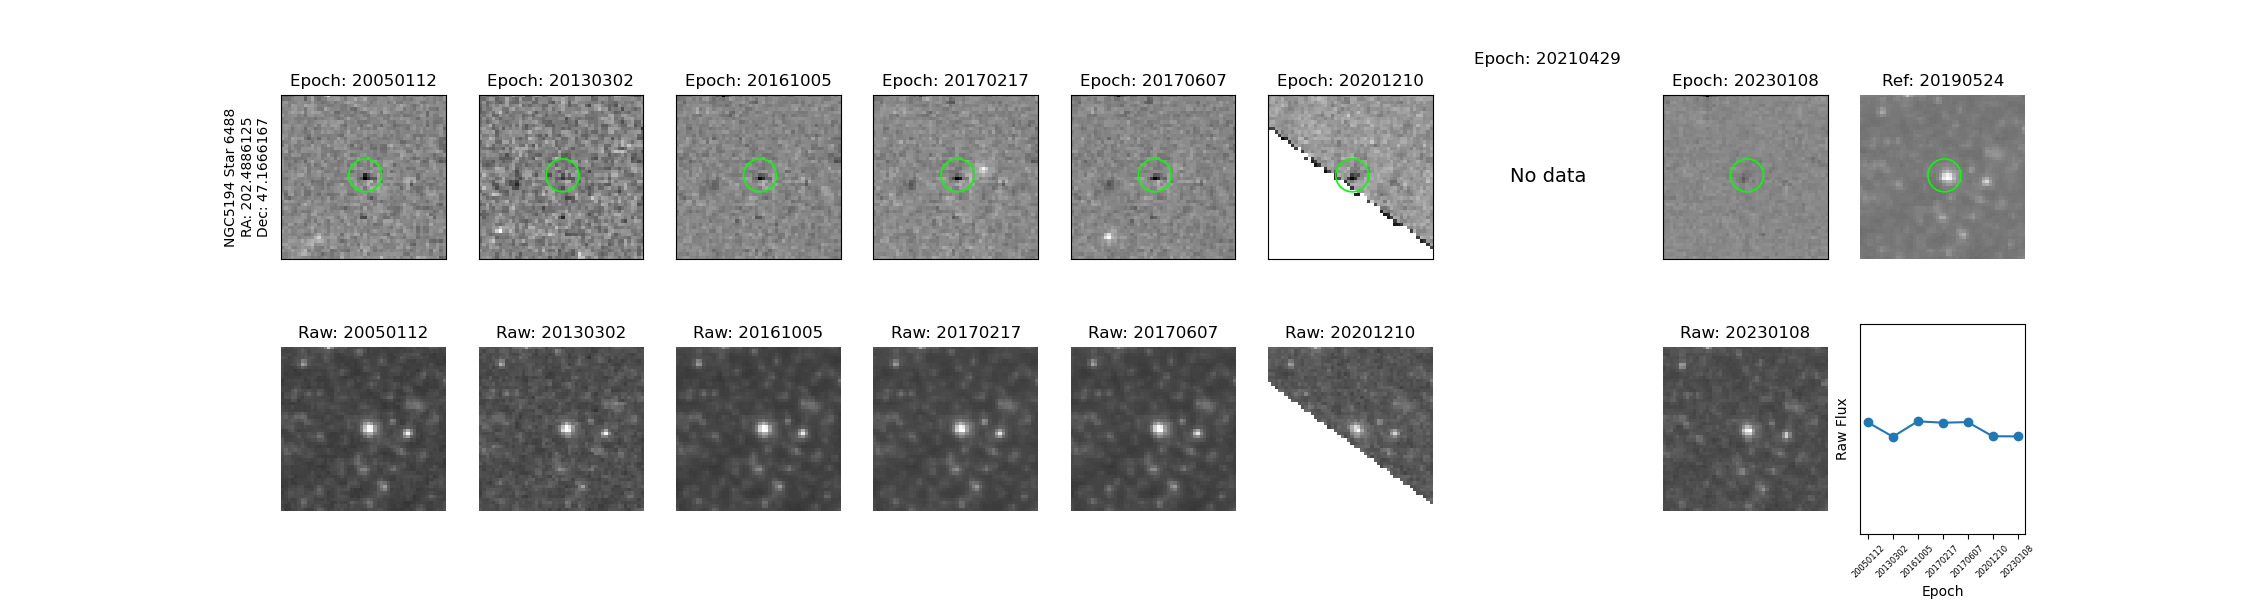 Epoch: 20050112
Epoch: 20130302
Epoch: 20161005
Epoch: 20170217
Epoch: 20170607
Epoch: 20201210
Epoch: 20210429
Epoch: 20230108
Ref: 20190524
NGC5194 Star 6488
RA: 202.4886125
Dec: 47.1666167
No data
Raw: 20050112
Raw: 20130302
Raw: 20161005
Raw: 20170217
Raw: 20170607
Raw: 20201210
Raw: 20230108
Raw Flux
20050112
20130302
20161005
20170217
20170607
20201210
20230108
Epoch